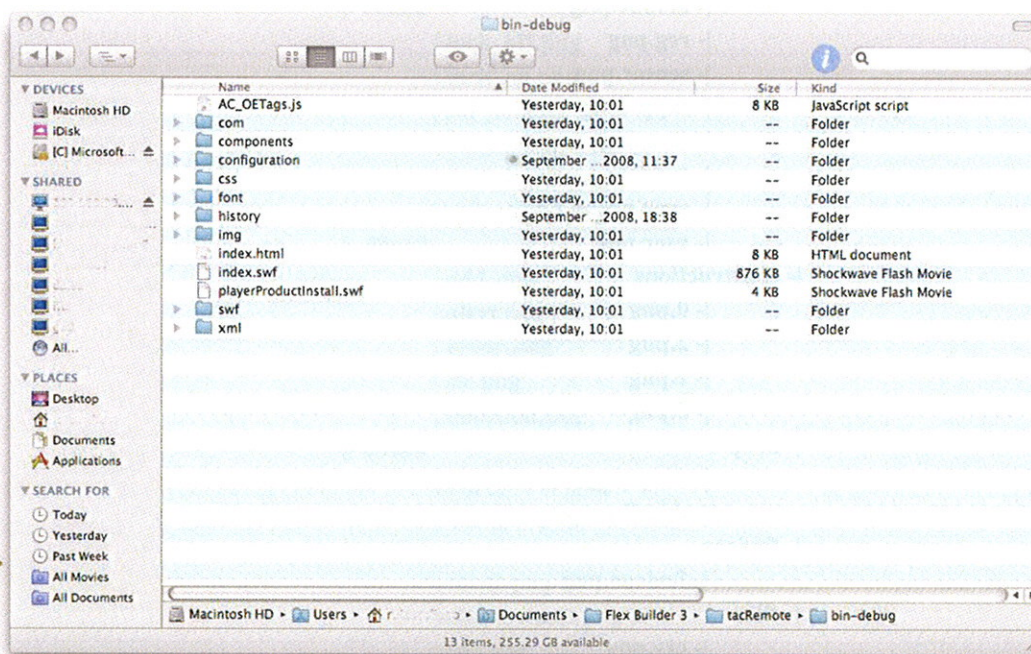 bin-debug
Name Date Modified Size Kind
AC_OETags.js Yesterday, 10:01 8 KB JavaScript script
com Yesterday, 10:01 -- Folder
components Yesterday, 10:01 -- Folder
configuration September ...2008, 11:37 -- Folder
css Yesterday, 10:01 -- Folder
font Yesterday, 10:01 -- Folder
history September ...2008, 18:38 -- Folder
img Yesterday, 10:01 -- Folder
index.html Yesterday, 10:01 8 KB HTML document
index.swf Yesterday, 10:01 876 KB Shockwave Flash Movie
playerProductInstall.swf Yesterday, 10:01 4 KB Shockwave Flash Movie
swf Yesterday, 10:01 -- Folder
xml Yesterday, 10:01 -- Folder
DEVICES
Macintosh HD
iDisk
[C] Microsoft...
SHARED
All...
PLACES
Desktop
Documents
Applications
SEARCH FOR
Today
Yesterday
Past Week
All Movies
All Documents
Macintosh HD Users Documents Flex Builder 3 tacRemote bin-debug
13 items, 255.29 GB available